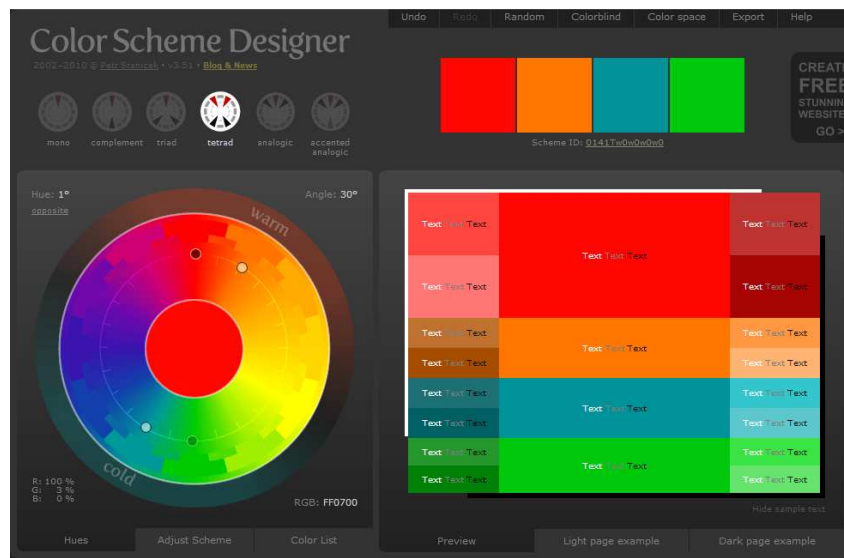 Undo Redo Random Colorblind Color space Export Help
Color Scheme Designer
2002–2010 © Petr Stanicek • v3.51 • Blog & News
CREATE
FREE
STUNNING
WEBSITE
GO >
mono complement triad tetrad analogic accented
analogic
Scheme ID: 0141Tw0w0w0w0
Hue: 1° Angle: 30°
opposite
warm
cold
R: 100 %
G: 3 %
B: 0 %
RGB: FF0700
Text Text Text Text Text Text
Text Text Text
Text Text Text Text Text Text
Text Text Text Text Text Text
Text Text Text
Text Text Text Text Text Text
Text Text Text Text Text Text
Text Text Text
Text Text Text Text Text Text
Text Text Text Text Text Text
Text Text Text
Text Text Text Text Text Text
Hide sample text
Hues Adjust Scheme Color List
Preview Light page example Dark page example